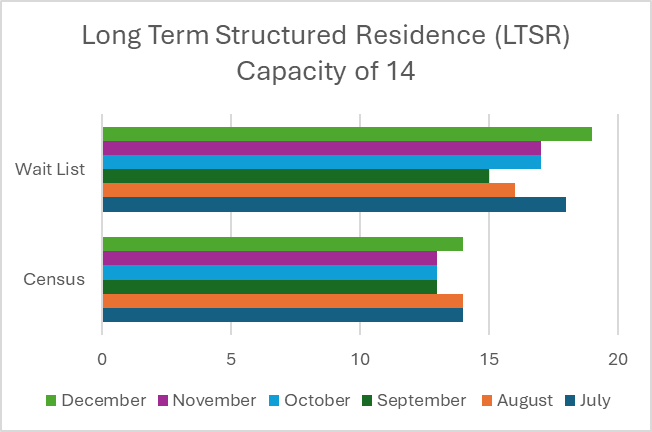 Long Term Structured Residence (LTSR)
Capacity of 14
Wait List
Census
0 5 10 15 20
December November October September August July